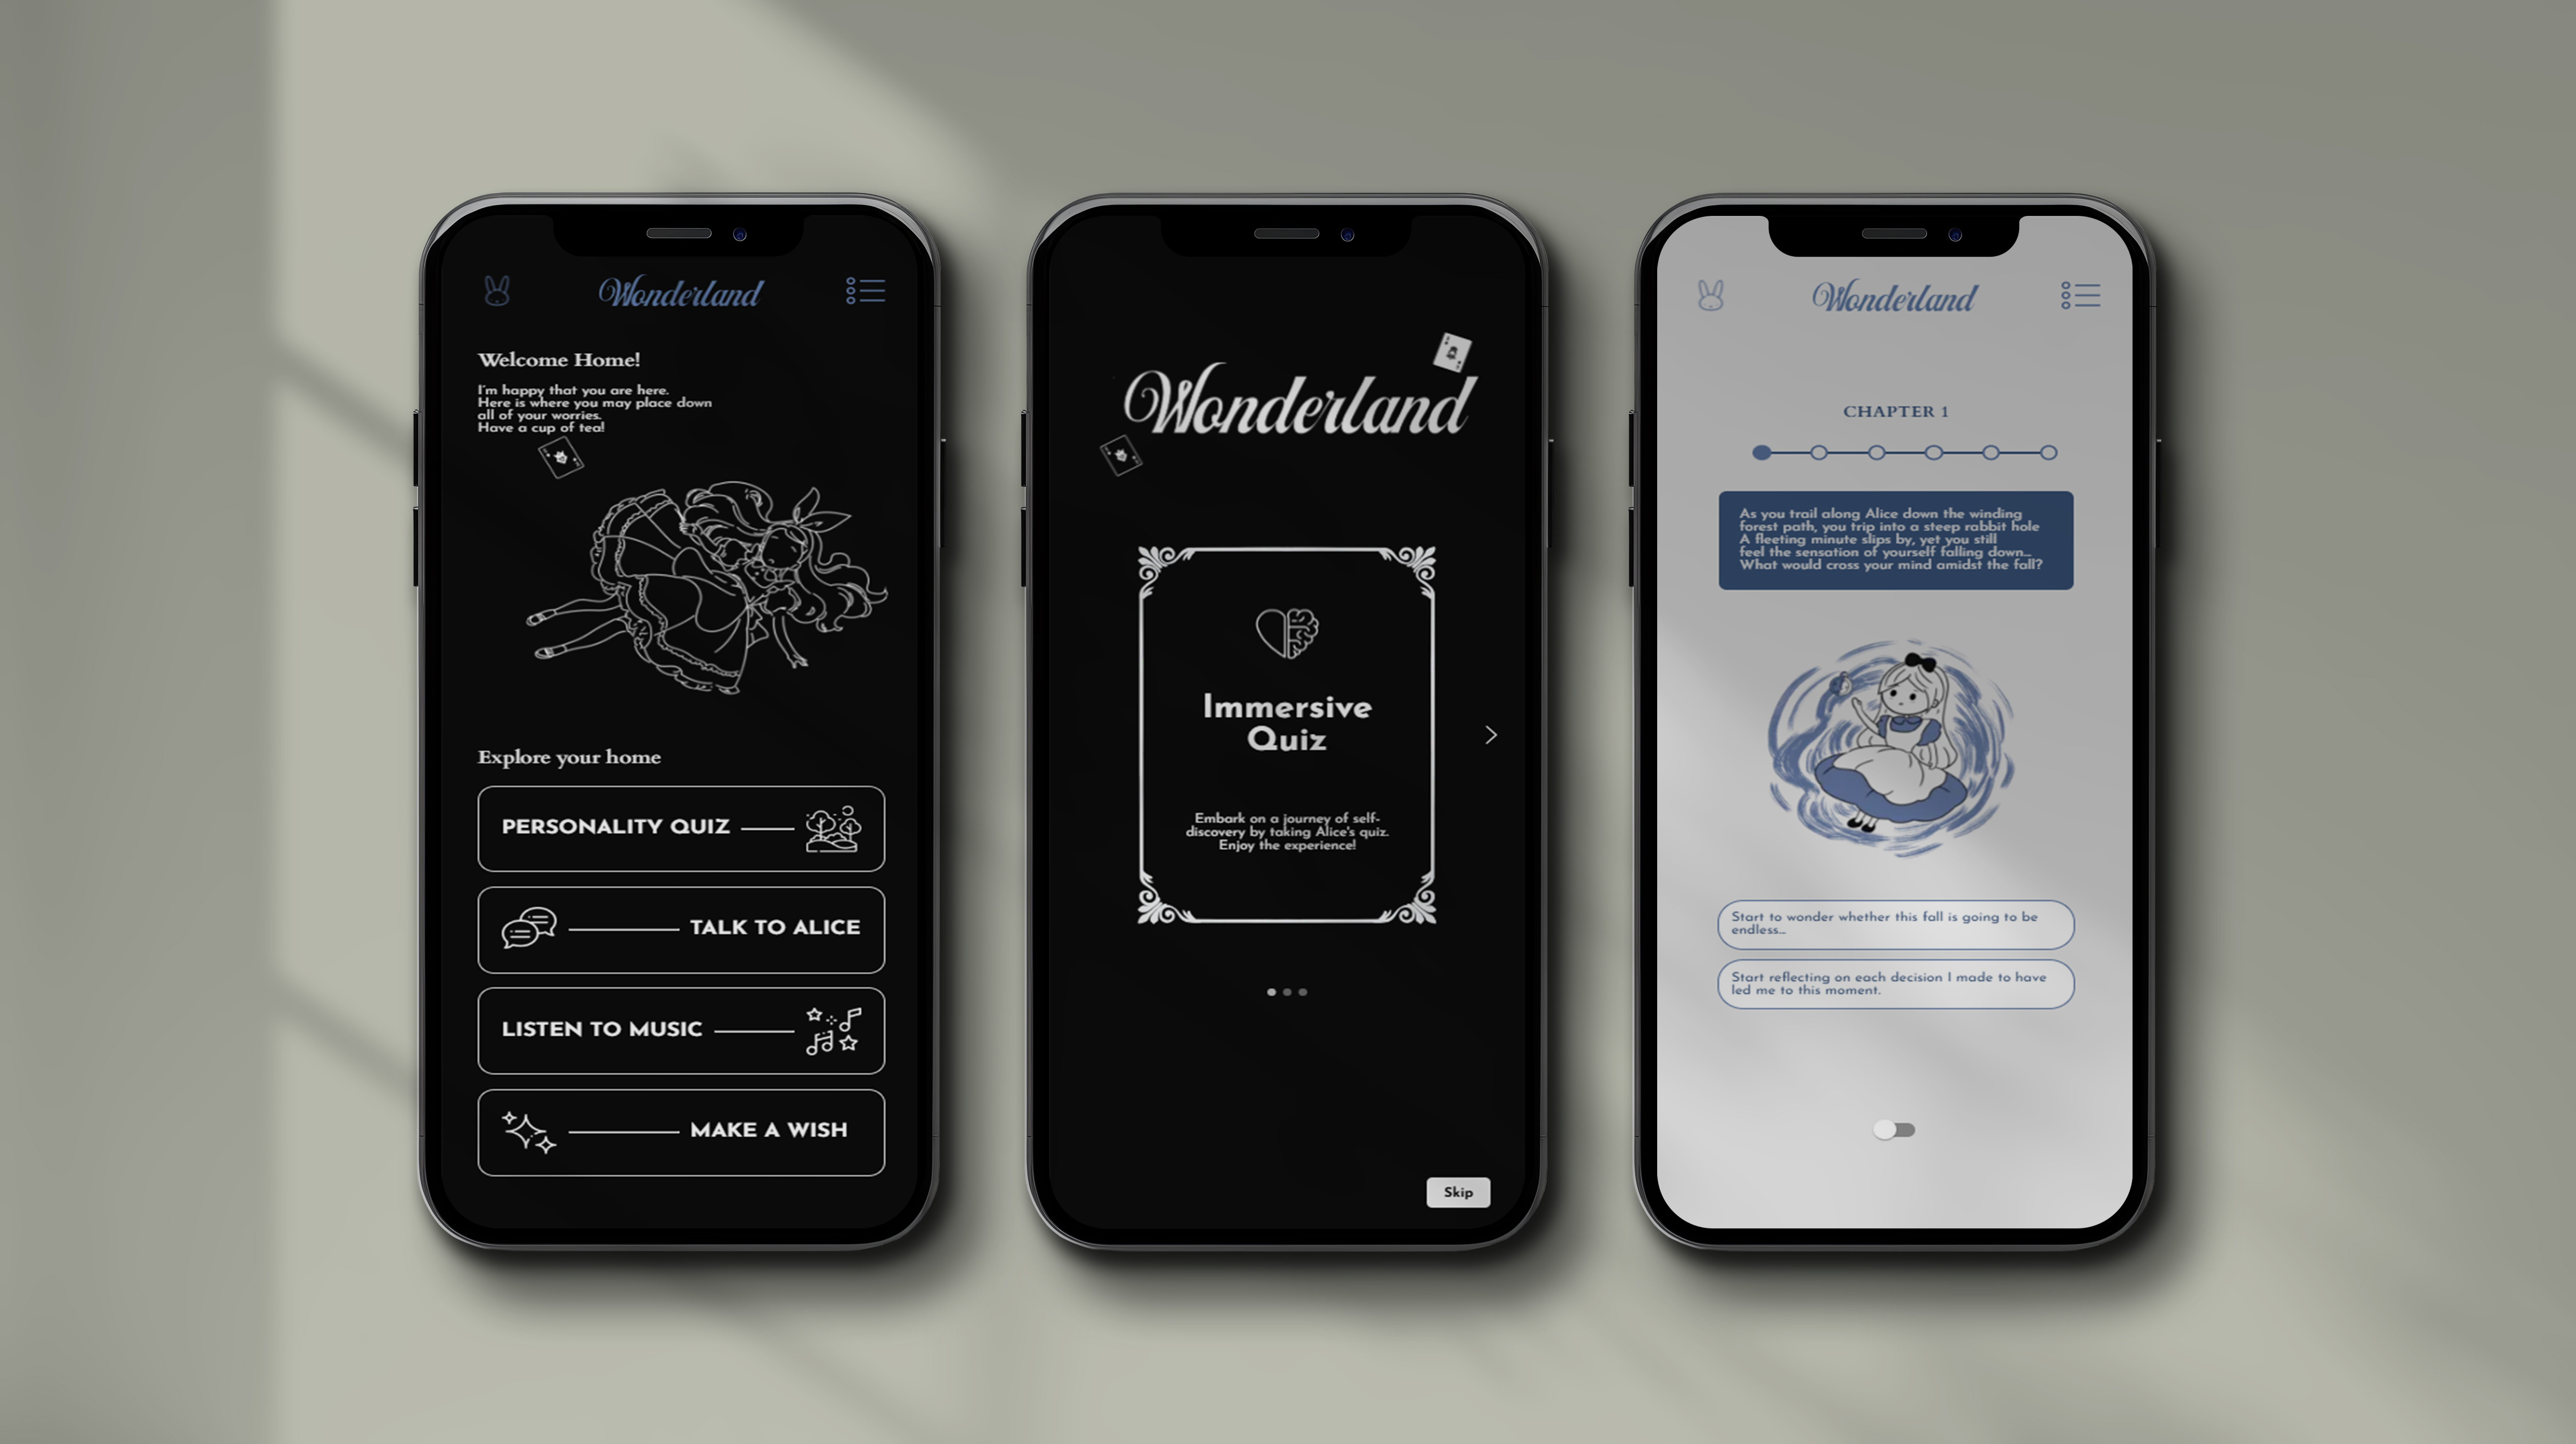 Wonderland
Welcome Home!
I'm happy that you are here.
Here is where you may place down
all of your worries.
Have a cup of tea!
Explore your home
PERSONALITY QUIZ
TALK TO ALICE
LISTEN TO MUSIC
MAKE A WISH
Wonderland
Immersive
Quiz
Embark on a journey of self-
discovery by taking Alice's quiz.
Enjoy the experience!
Skip
Wonderland
CHAPTER 1
As you trail along Alice down the winding
forest path, you trip into a steep rabbit hole
A fleeting minute slips by, yet you still
feel the sensation of yourself falling down...
What would cross your mind amidst the fall?
Start to wonder whether this fall is going to be
endless...
Start reflecting on each decision I made to have
led me to this moment.